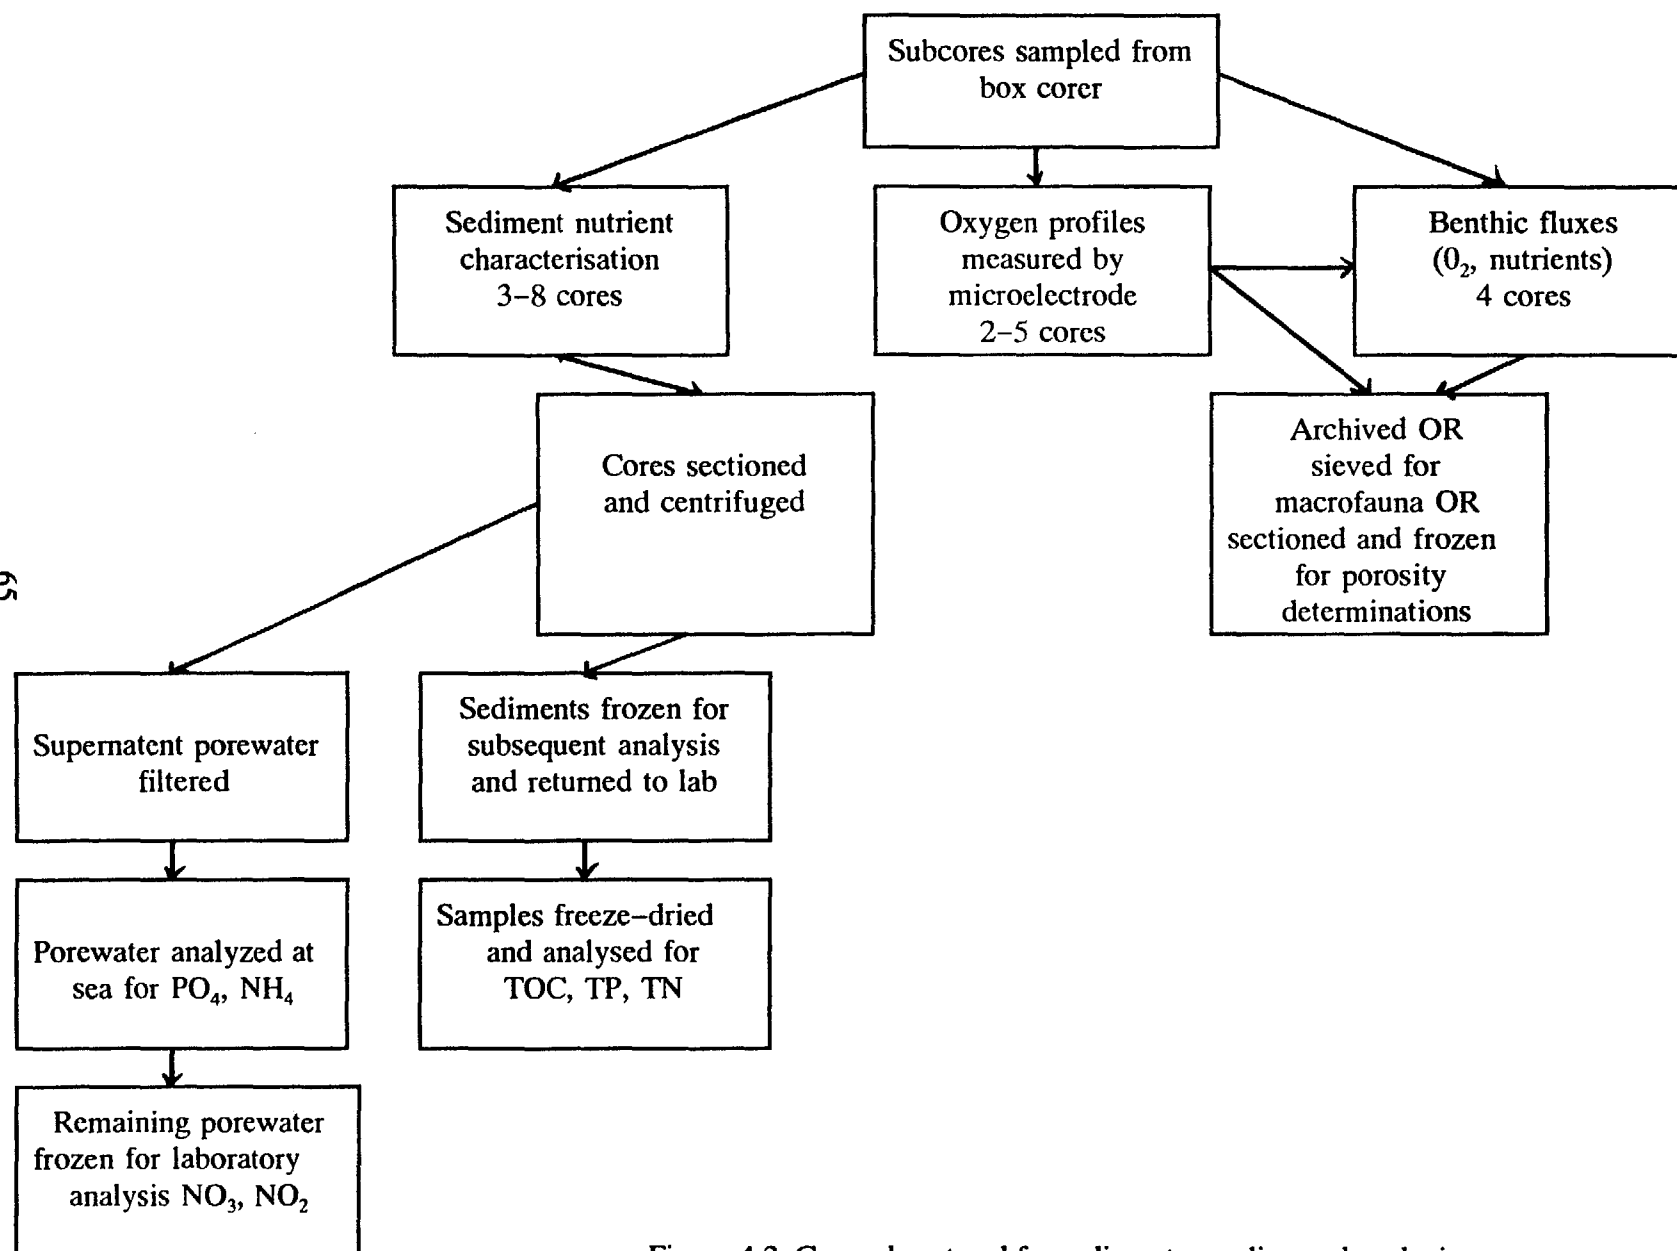 Subcores sampled from
box corer
Sediment nutrient
characterisation
3–8 cores
Oxygen profiles
measured by
microelectrode
2–5 cores
Benthic fluxes
(0₂, nutrients)
4 cores
Cores sectioned
and centrifuged
Archived OR
sieved for
macrofauna OR
sectioned and frozen
for porosity
determinations
65
Supernatent porewater
filtered
Sediments frozen for
subsequent analysis
and returned to lab
Porewater analyzed at
sea for PO₄, NH₄
Samples freeze–dried
and analysed for
TOC, TP, TN
Remaining porewater
frozen for laboratory
analysis NO₃, NO₂